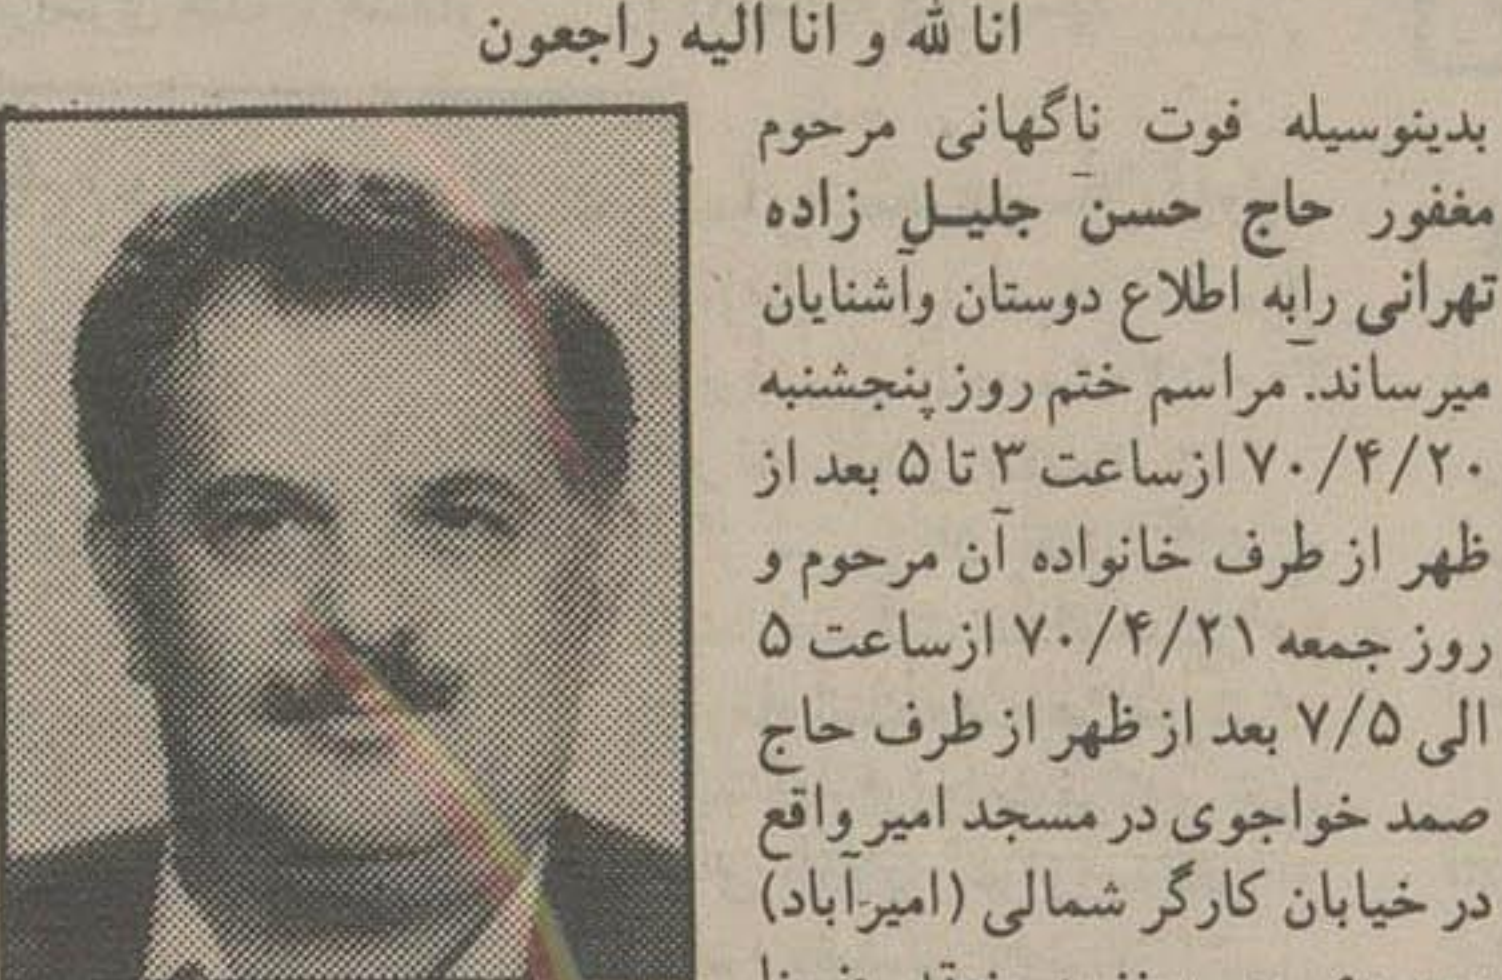 انا لله و انا الیه راجعون
بدینوسیله فوت ناگهانی مرحوم
مغفور حاج حسن جلیل زاده
تهرانی رابه اطلاع دوستان وآشنایان
میرساند. مراسم ختم روز پنجشنبه
۷۰/۴/۲۰ ازساعت ۳ تا ۵ بعد از
ظهر از طرف خانواده آن مرحوم و
روز جمعه ۷۰/۴/۲۱ ازساعت ۵
الی ۷/۵ بعد از ظهر از طرف حاج
صمد خواجوی در مسجد امیر واقع
در خیابان کارگر شمالی (امیرآباد)